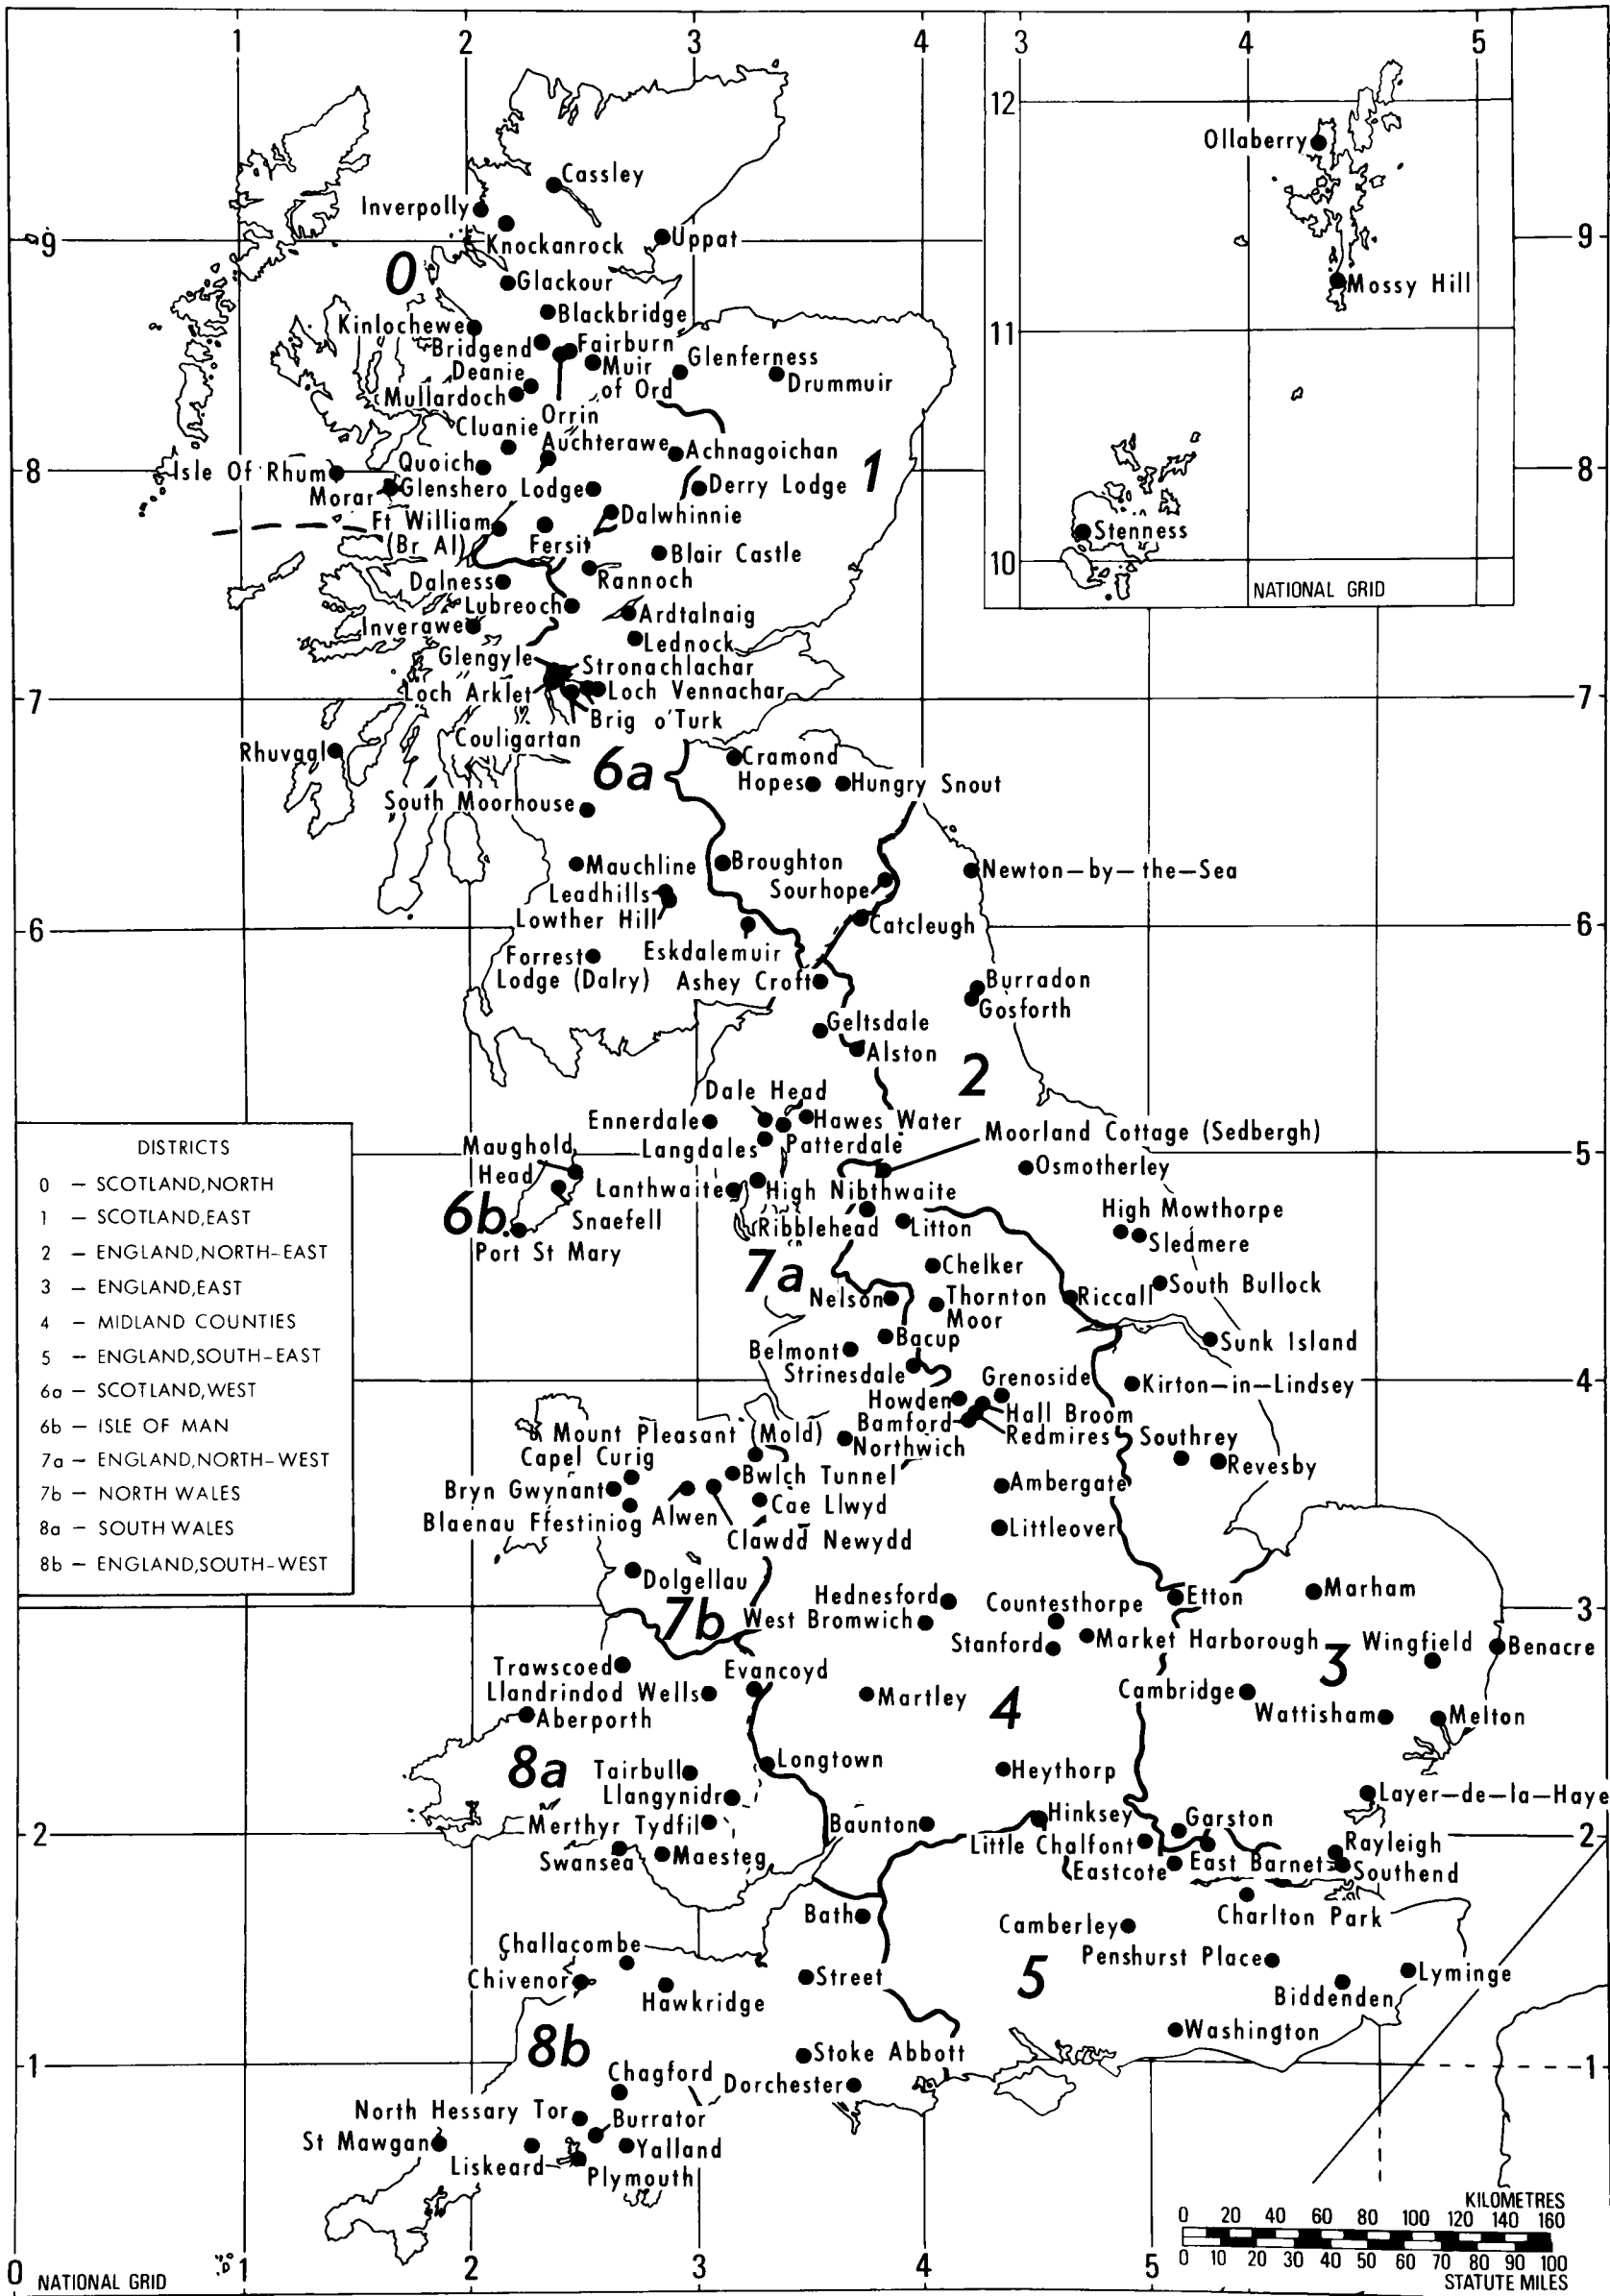 1 2 3 3 4 5
12
Ollaberry
Cassley
Inverpolly
9 Knockanrock Uppat 9
0
Glackour Mossy Hill
Blackbridge
11
Kinlochewe
Bridgend Fairburn Glenferness
Deanie Muir
Mullardoch of Ord Drummuir
Orrin
Cluanie
Auchterawe Achnagoichan
8 Isle Of Rhum Quoich 1 8
Morar Glenshero Lodge Derry Lodge
Ft William Dalwhinnie
(Br Al) Fersit Stenness
Blair Castle
10
Dalness Rannoch NATIONAL GRID
Lubreoch Ardtalnaig
Inverawe
Lednock
Glengyle Stronachlachar
7 Loch Arklet Loch Vennachar 7
Brig o'Turk
Couligartan
Rhuvaal 6a Cramond
Hopes Hungry Snout
South Moorhouse
Mauchline Broughton Newton-by-the-Sea
Leadhills Sourhope
Lowther Hill
6 Catcleugh 6
Forrest Eskdalemuir
Lodge (Dalry) Ashey Croft Burradon
Gosforth
Geltsdale
Alston
2
Dale Head
Ennerdale Hawes Water
Langdales Patterdale Moorland Cottage (Sedbergh)
5
Maughold Osmotherley
Head Lanthwaite High Nibthwaite
6b Snaefell Ribblehead Litton High Mowthorpe
Port St Mary Sledmere
7a Chelker South Bullock
Nelson Thornton Riccall
Moor
Bacup Sunk Island
Belmont
Strinesdale
Grenoside 4
Howden Kirton-in-Lindsey
Bamford Hall Broom
Mount Pleasant (Mold) Northwich Redmires Southrey
Capel Curig Revesby
Bwlch Tunnel
Bryn Gwynant Ambergate
Alwen Cae Llwyd
Blaenau Ffestiniog Littleover
Clawdd Newydd
DISTRICTS
0 – SCOTLAND,NORTH
1 – SCOTLAND,EAST
2 – ENGLAND,NORTH-EAST
3 – ENGLAND,EAST
4 – MIDLAND COUNTIES
5 – ENGLAND,SOUTH-EAST
6a – SCOTLAND,WEST
6b – ISLE OF MAN
7a – ENGLAND,NORTH-WEST
7b – NORTH WALES
8a – SOUTH WALES
8b – ENGLAND,SOUTH-WEST
Dolgellau Etton Marham
Hednesford
7b West Bromwich Countesthorpe 3
Stanford Market Harborough 3 Wingfield Benacre
Trawscoed Evancoyd
Llandrindod Wells Martley 4 Cambridge
Aberporth Wattisham Melton
8a Tairbull Longtown Heythorp
Llangynidr Layer-de-la-Haye
Merthyr Tydfil Baunton Hinksey Garston
2 Little Chalfont Rayleigh 2
Swansea Maesteg Eastcote East Barnet Southend
Bath Charlton Park
Camberley
Challacombe Penshurst Place
Chivenor Street 5 Lyminge
Hawkridge Biddenden
Washington
8b Stoke Abbott
1 Chagford Dorchester 1
North Hessary Tor Burrator
St Mawgan Yalland
Liskeard
Plymouth
KILOMETRES
0 20 40 60 80 100 120 140 160
0 10 20 30 40 50 60 70 80 90 100
STATUTE MILES
0 NATIONAL GRID 1 2 3 4 5